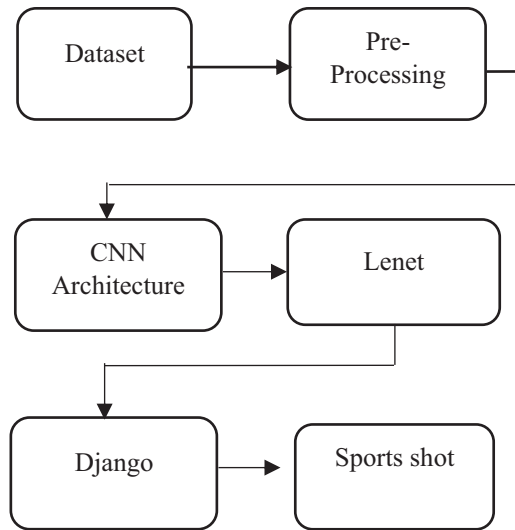 Dataset
Pre-
Processing
CNN
Architecture
Lenet
Django
Sports shot